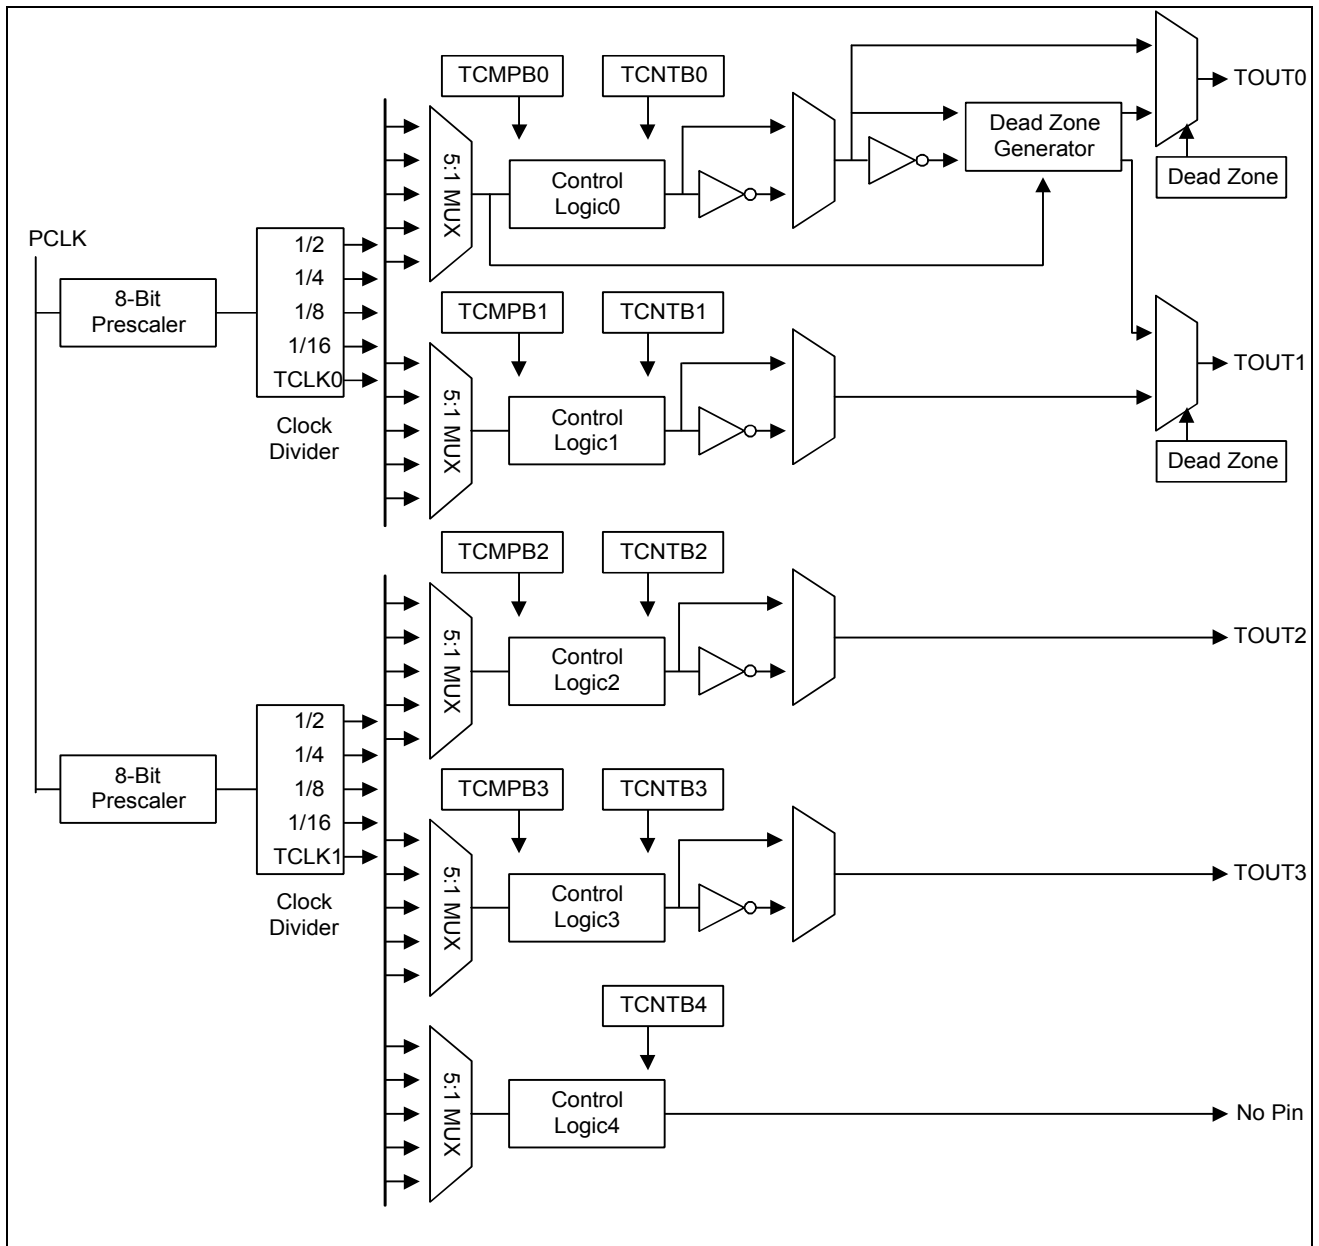 TCMPB0
TCNTB0
TOUT0
Dead Zone
Generator
5:1 MUX
Control
Logic0
Dead Zone
PCLK
1/2
1/4
1/8
1/16
TCLK0
8-Bit
Prescaler
Clock
Divider
TCMPB1
TCNTB1
TOUT1
5:1 MUX
Control
Logic1
Dead Zone
TCMPB2
TCNTB2
5:1 MUX
Control
Logic2
TOUT2
1/2
1/4
1/8
1/16
TCLK1
8-Bit
Prescaler
Clock
Divider
TCMPB3
TCNTB3
5:1 MUX
Control
Logic3
TOUT3
TCNTB4
5:1 MUX
Control
Logic4
No Pin